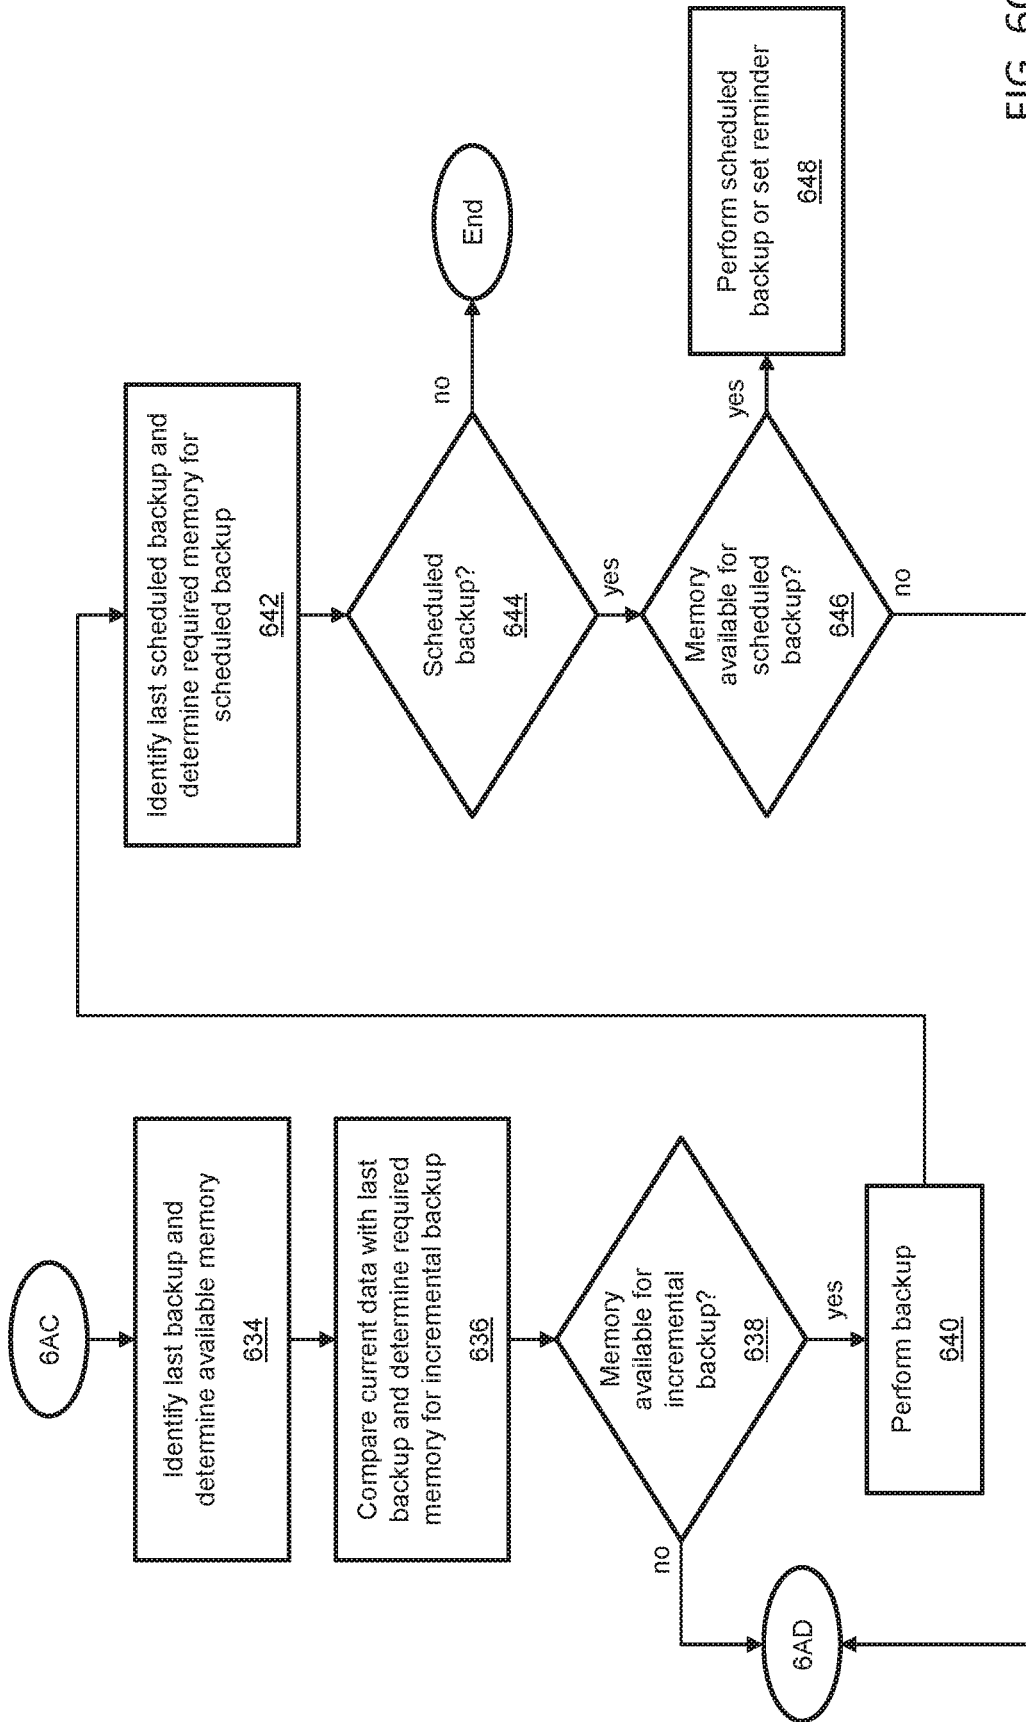 6AC
Identify last backup and
determine available memory
634
Compare current data with last
backup and determine required
memory for incremental backup
636
Memory
available for
incremental
backup?
638
no
yes
6AD
Perform backup
640
Identify last scheduled backup and
determine required memory for
scheduled backup
642
Scheduled
backup?
644
no
End
yes
Memory
available for
scheduled
backup?
646
yes
no
Perform scheduled
backup or set reminder
648
FIG.